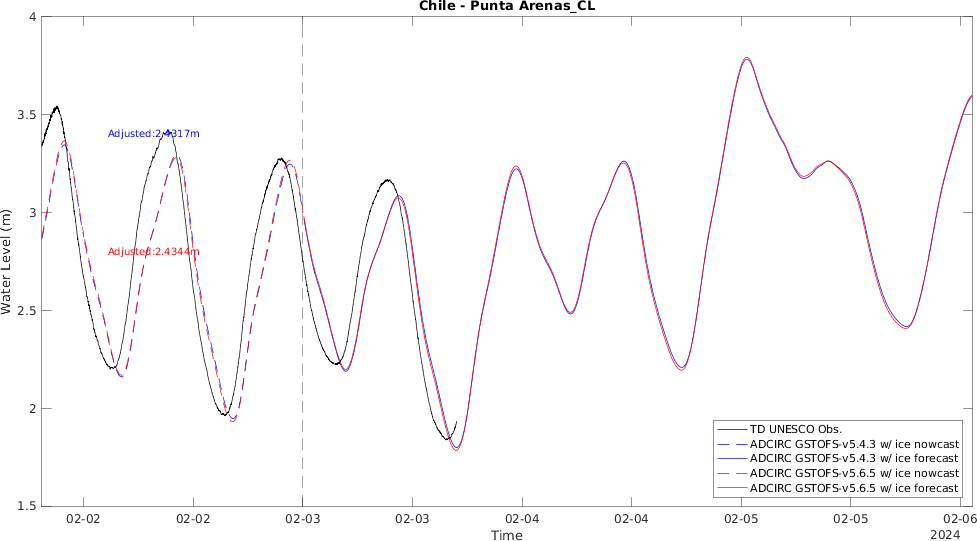 Chile - Punta Arenas_CL
4
3.5
3
2.5
2
1.5
Water Level (m)
Adjusted:2.4317m
Adjusted:2.4344m
TD UNESCO Obs.
ADCIRC GSTOFS-v5.4.3 w/ ice nowcast
ADCIRC GSTOFS-v5.4.3 w/ ice forecast
ADCIRC GSTOFS-v5.6.5 w/ ice nowcast
ADCIRC GSTOFS-v5.6.5 w/ ice forecast
02-02 02-02 02-03 02-03 02-04 02-04 02-05 02-05 02-06
Time 2024